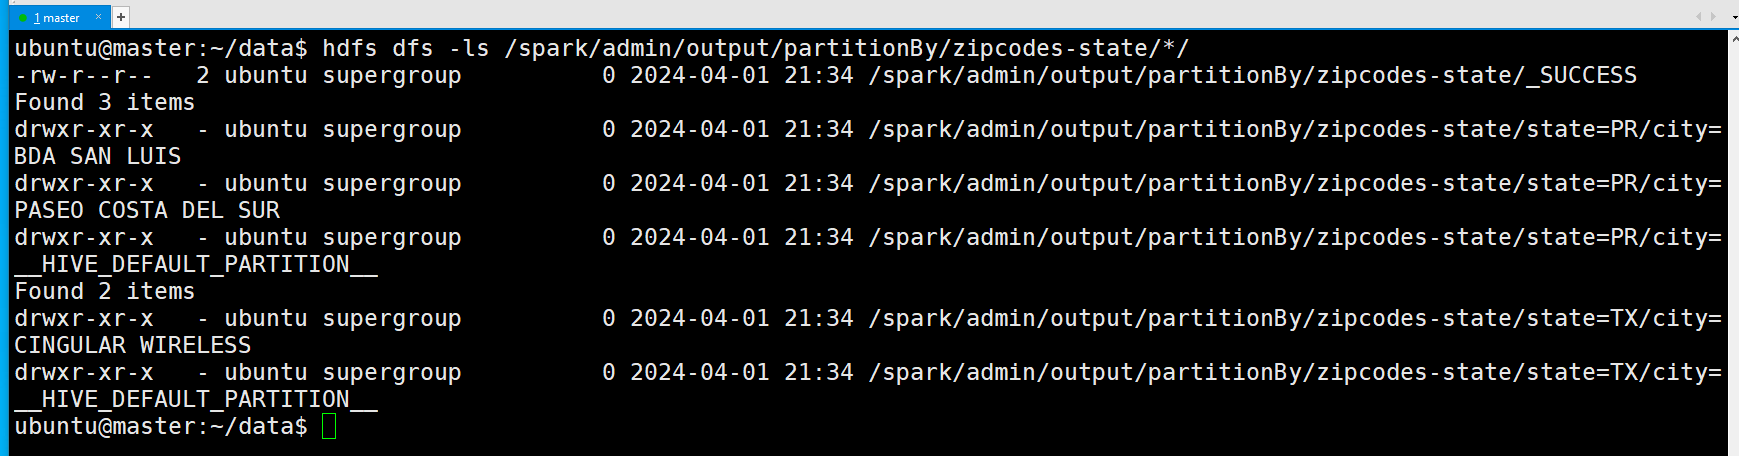 1 master × +
ubuntu@master:~/data$ hdfs dfs -ls /spark/admin/output/partitionBy/zipcodes-state/*/
-rw-r--r--   2 ubuntu supergroup          0 2024-04-01 21:34 /spark/admin/output/partitionBy/zipcodes-state/_SUCCESS
Found 3 items
drwxr-xr-x   - ubuntu supergroup          0 2024-04-01 21:34 /spark/admin/output/partitionBy/zipcodes-state/state=PR/city=
BDA SAN LUIS
drwxr-xr-x   - ubuntu supergroup          0 2024-04-01 21:34 /spark/admin/output/partitionBy/zipcodes-state/state=PR/city=
PASEO COSTA DEL SUR
drwxr-xr-x   - ubuntu supergroup          0 2024-04-01 21:34 /spark/admin/output/partitionBy/zipcodes-state/state=PR/city=
__HIVE_DEFAULT_PARTITION__
Found 2 items
drwxr-xr-x   - ubuntu supergroup          0 2024-04-01 21:34 /spark/admin/output/partitionBy/zipcodes-state/state=TX/city=
CINGULAR WIRELESS
drwxr-xr-x   - ubuntu supergroup          0 2024-04-01 21:34 /spark/admin/output/partitionBy/zipcodes-state/state=TX/city=
__HIVE_DEFAULT_PARTITION__
ubuntu@master:~/data$